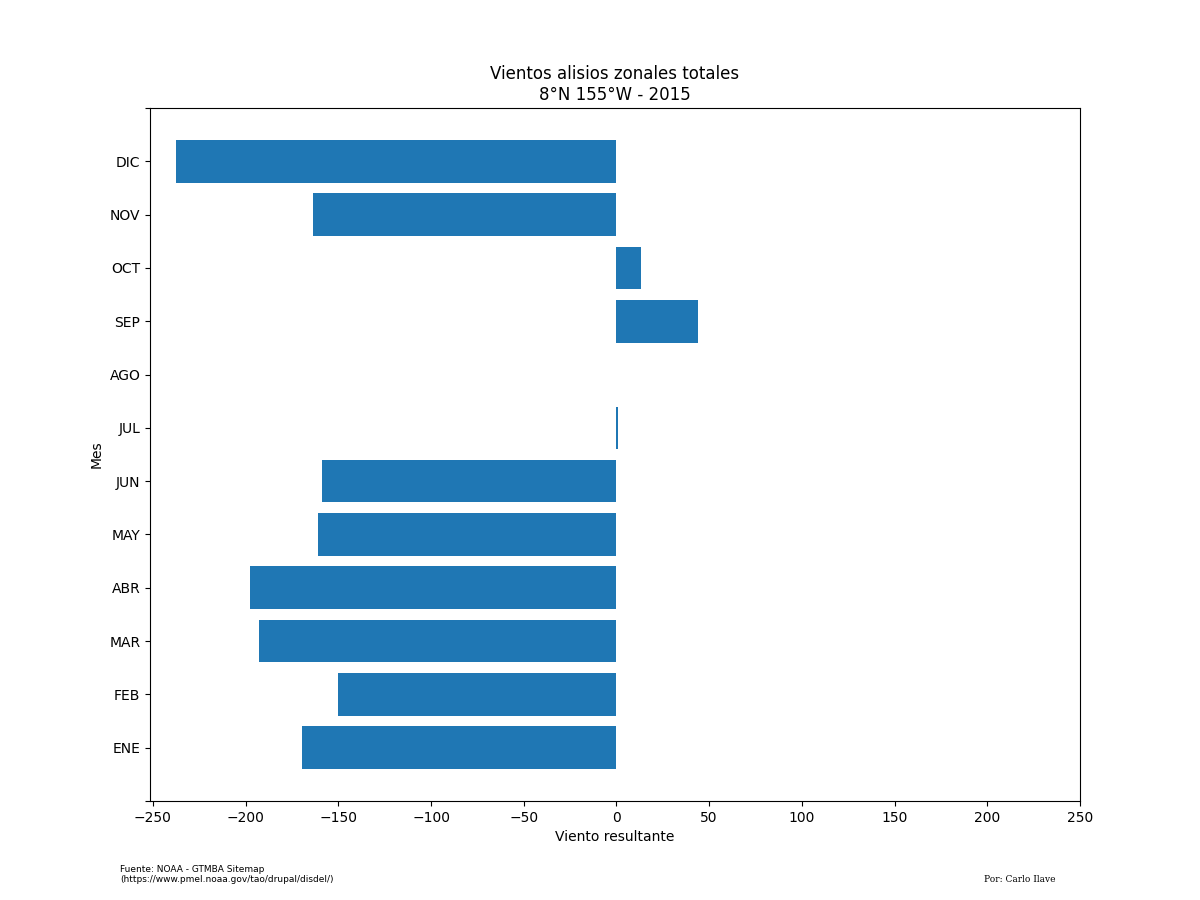 Vientos alisios zonales totales
8°N 155°W - 2015
DIC
NOV
OCT
SEP
AGO
JUL
JUN
MAY
ABR
MAR
FEB
ENE
Mes
−250 −200 −150 −100 −50 0 50 100 150 200 250
Viento resultante
Fuente: NOAA - GTMBA Sitemap
(https://www.pmel.noaa.gov/tao/drupal/disdel/)
Por: Carlo Ilave